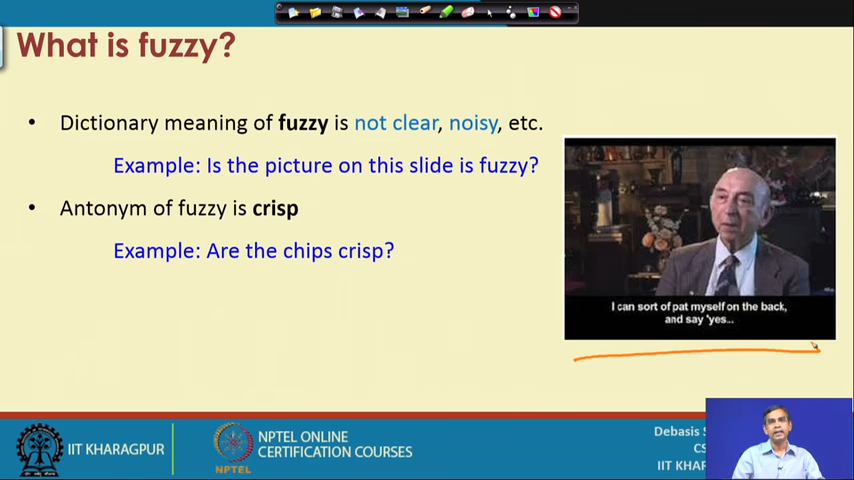 What is fuzzy?
• Dictionary meaning of fuzzy is not clear, noisy, etc.
Example: Is the picture on this slide is fuzzy?
• Antonym of fuzzy is crisp
Example: Are the chips crisp?
I can sort of pat myself on the back,
and say 'yes...
IIT KHARAGPUR
NPTEL
NPTEL ONLINE
CERTIFICATION COURSES
Debasis S
CS
IIT KHAR